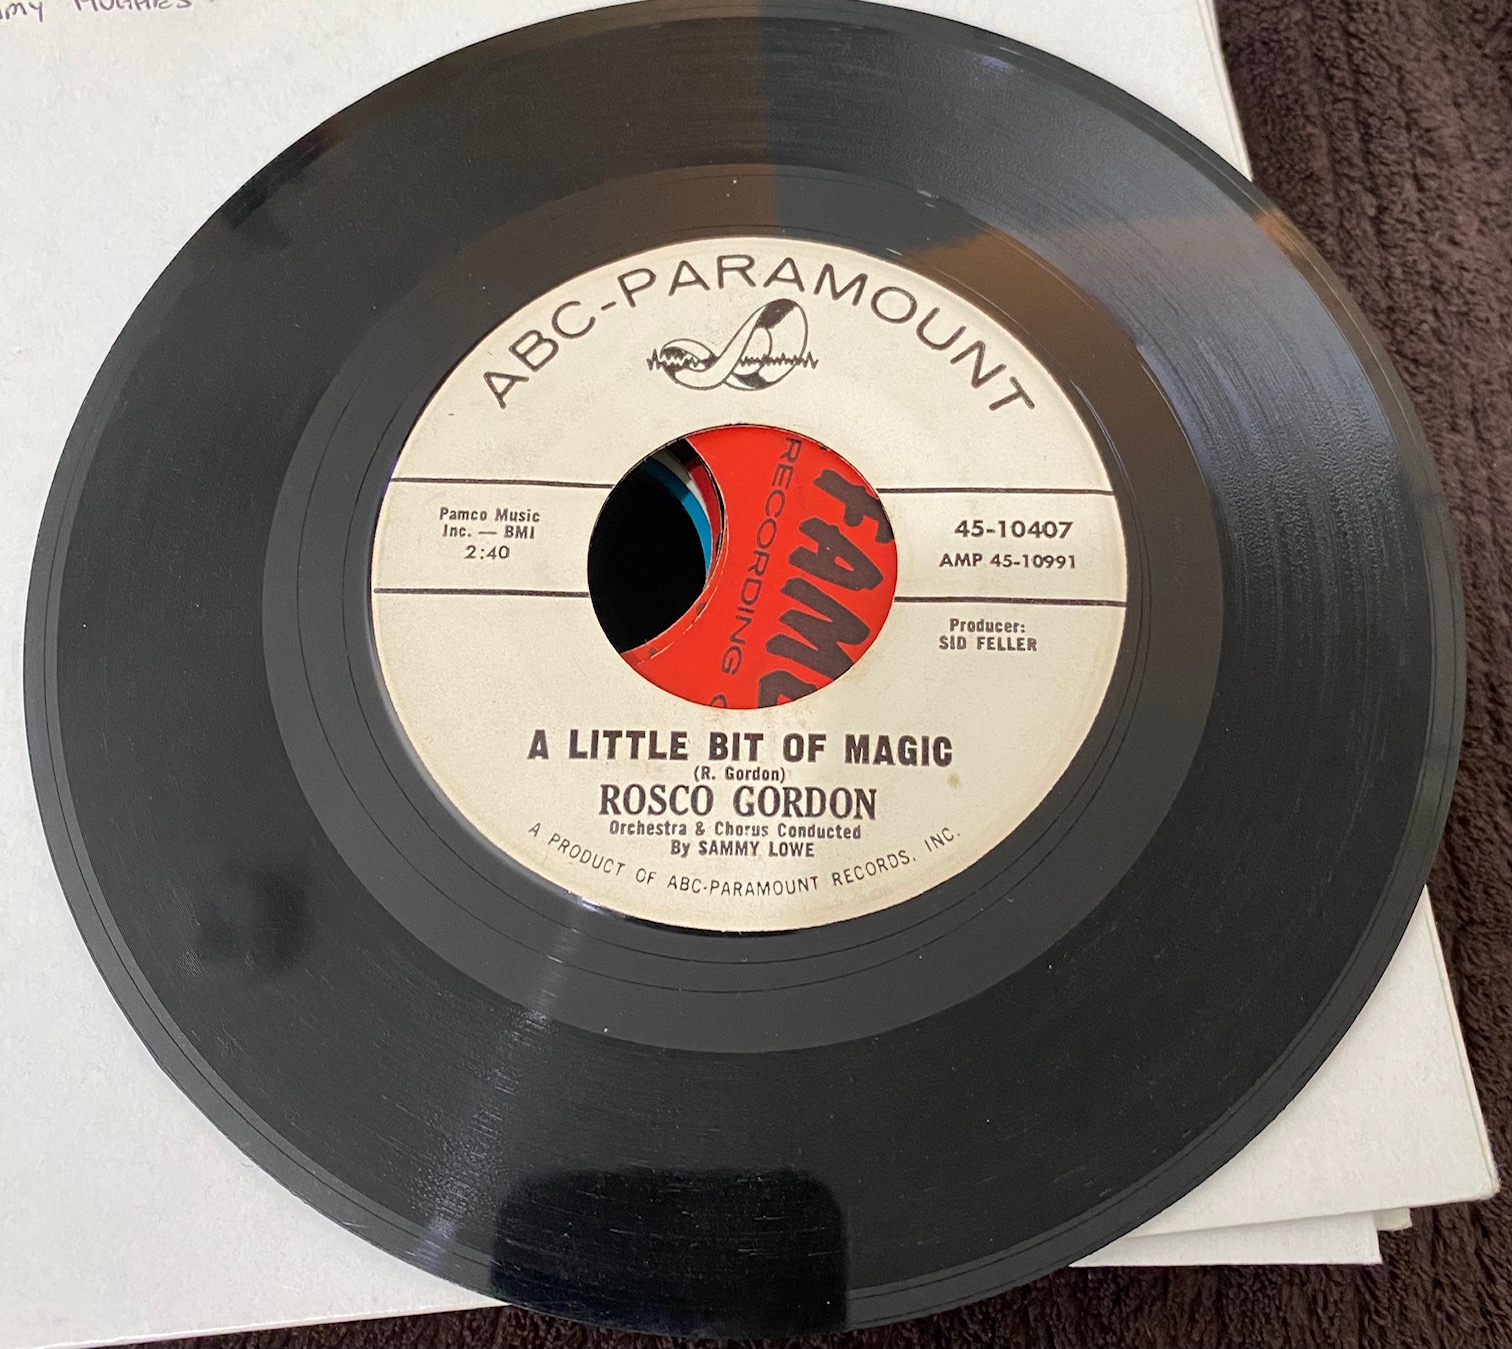 ABC-PARAMOUNT
Pamco Music
Inc. — BMI
2:40
45-10407
AMP 45-10991
Producer:
SID FELLER
FAME
RECORDING
A LITTLE BIT OF MAGIC
(R. Gordon)
ROSCO GORDON
Orchestra & Chorus Conducted
By SAMMY LOWE
A PRODUCT OF ABC-PARAMOUNT RECORDS, INC.